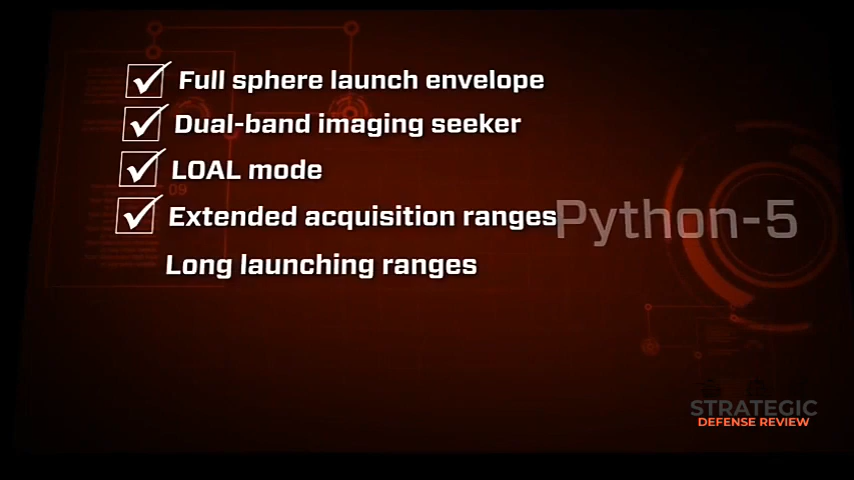 Full sphere launch envelope
Dual-band imaging seeker
LOAL mode
09
Extended acquisition ranges
Python-5
Long launching ranges
STRATEGIC
DEFENSE REVIEW